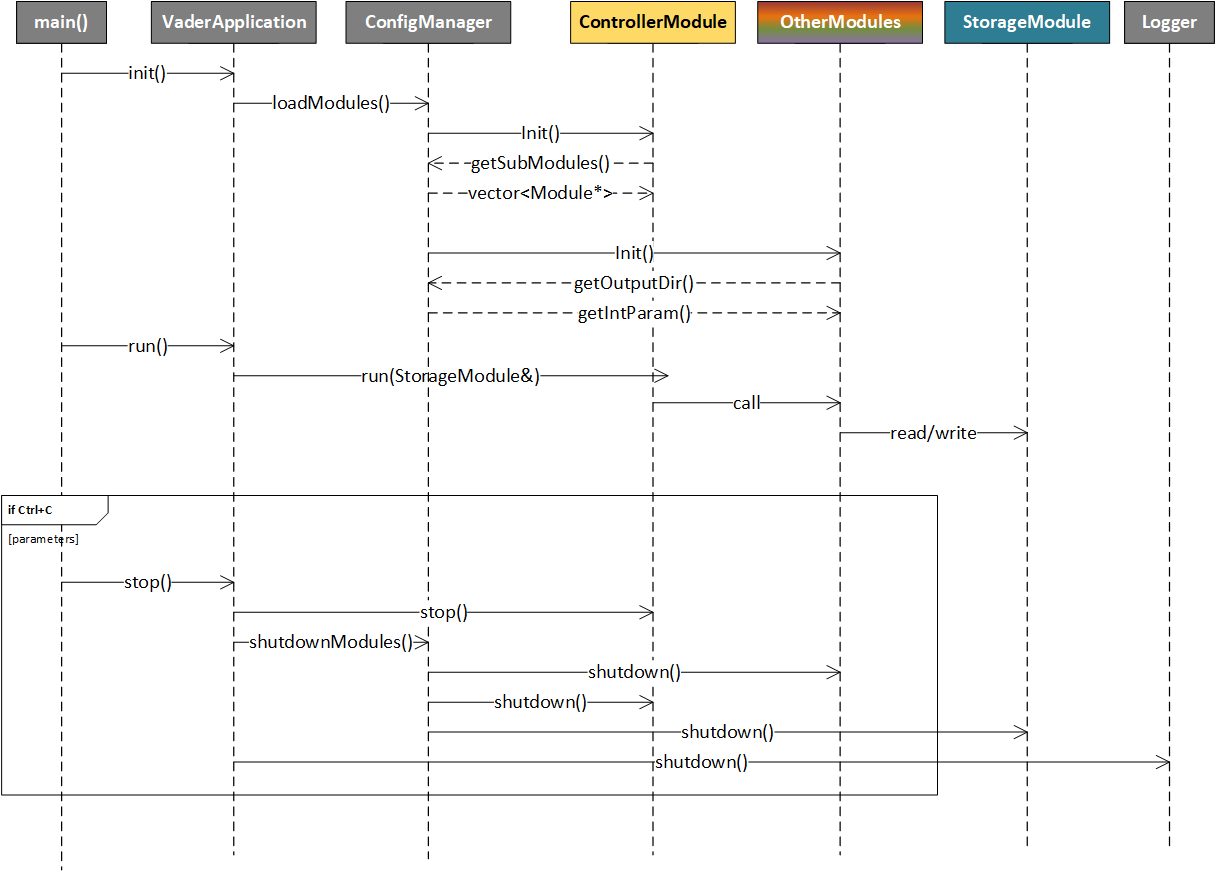 main()
VaderApplication
ConfigManager
ControllerModule
OtherModules
StorageModule
Logger
init()
loadModules()
Init()
getSubModules()
vector<Module*>
Init()
getOutputDir()
getIntParam()
run()
run(StorageModule&)
call
read/write
if Ctrl+C
[parameters]
stop()
stop()
shutdownModules()
shutdown()
shutdown()
shutdown()
shutdown()